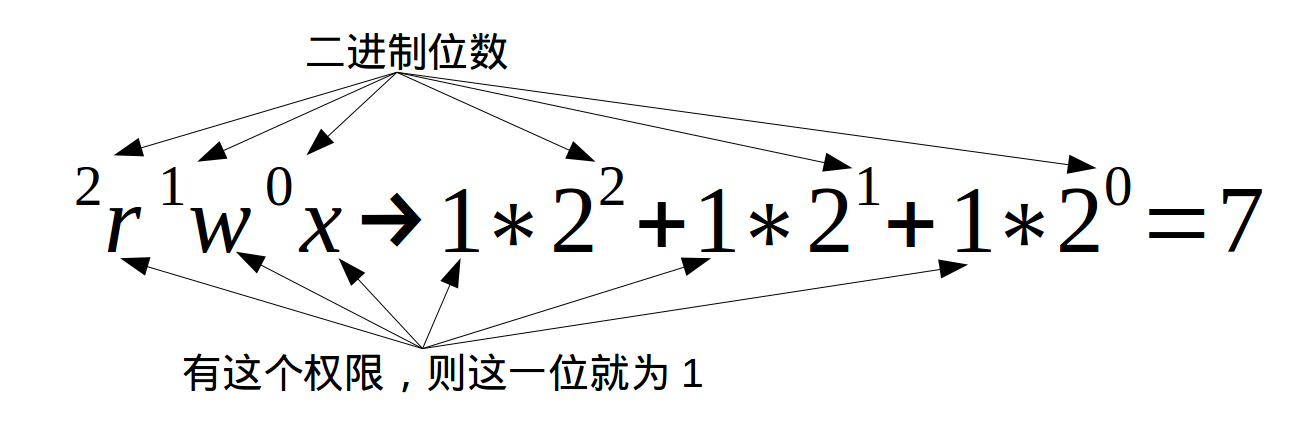 二进制位数
²r ¹w ⁰x → 1*2² + 1*2¹ + 1*2⁰ = 7
有这个权限，则这一位就为 1